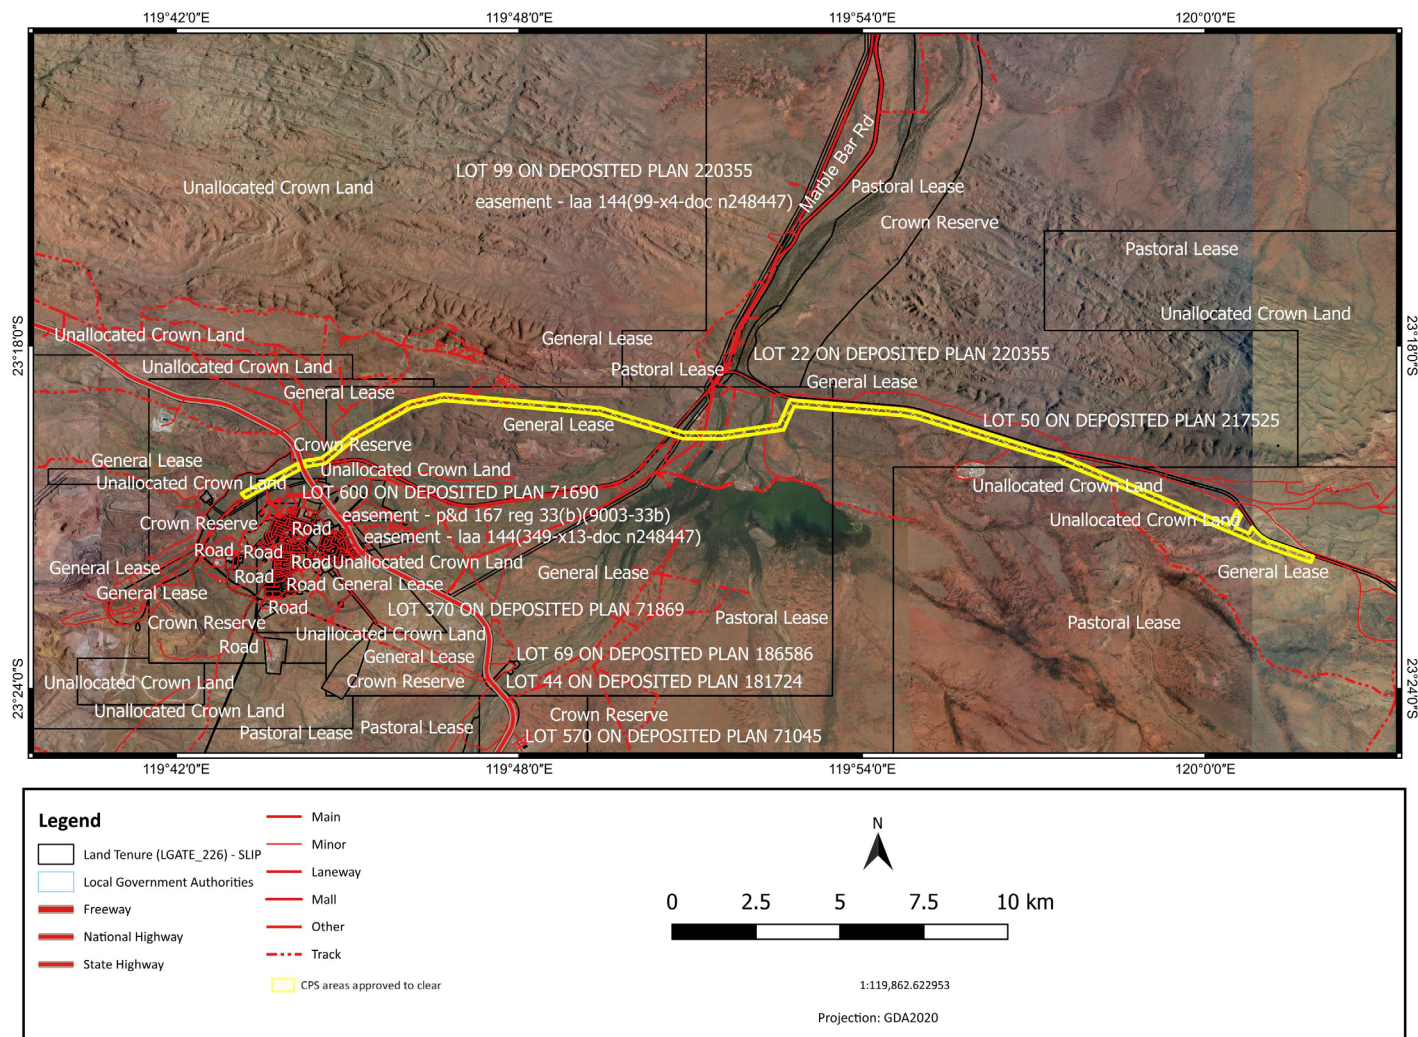 119°42'0"E
119°48'0"E
119°54'0"E
120°0'0"E
Marble Bar Rd
LOT 99 ON DEPOSITED PLAN 220355
Unallocated Crown Land
Pastoral Lease
easement - laa 144(99-x4-doc n248447)
Crown Reserve
Pastoral Lease
Unallocated Crown Land
23°18'0"S
23°18'0"S
Unallocated Crown Land
General Lease
LOT 22 ON DEPOSITED PLAN 220355
Unallocated Crown Land
Pastoral Lease
General Lease
General Lease
LOT 50 ON DEPOSITED PLAN 217525
General Lease
Crown Reserve
General Lease
Unallocated Crown Land
Unallocated Crown Land
Unallocated Crown Land
LOT 600 ON DEPOSITED PLAN 71690
easement - p&d 167 reg 33(b)(9003-33b)
Unallocated Crown Land
Crown Reserve
Road
easement - laa 144(349-x13-doc n248447)
Road
Road
Road
Unallocated Crown Land
General Lease
General Lease
General Lease
Road
Road
General Lease
General Lease
Road
LOT 370 ON DEPOSITED PLAN 71869
Pastoral Lease
Crown Reserve
Pastoral Lease
Unallocated Crown Land
Road
LOT 69 ON DEPOSITED PLAN 186586
General Lease
Unallocated Crown Land
Crown Reserve
LOT 44 ON DEPOSITED PLAN 181724
23°24'0"S
23°24'0"S
Unallocated Crown Land
Crown Reserve
Pastoral Lease
Pastoral Lease
LOT 570 ON DEPOSITED PLAN 71045
119°42'0"E
119°48'0"E
119°54'0"E
120°0'0"E
Legend
Land Tenure (LGATE_226) - SLIP
Local Government Authorities
Freeway
National Highway
State Highway
Main
Minor
Laneway
Mall
Other
Track
CPS areas approved to clear
N
0 2.5 5 7.5 10 km
1:119,862.622953
Projection: GDA2020